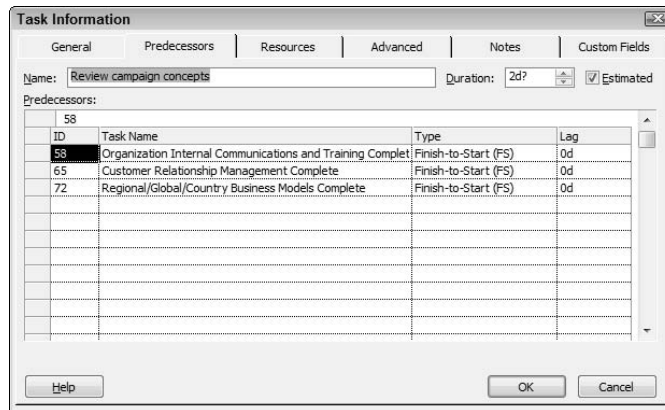 Task Information
General Predecessors Resources Advanced Notes Custom Fields
Name: Review campaign concepts Duration: 2d? Estimated
Predecessors:
58
ID Task Name Type Lag
58 Organization Internal Communications and Training Complet Finish-to-Start (FS) 0d
65 Customer Relationship Management Complete Finish-to-Start (FS) 0d
72 Regional/Global/Country Business Models Complete Finish-to-Start (FS) 0d
Help OK Cancel